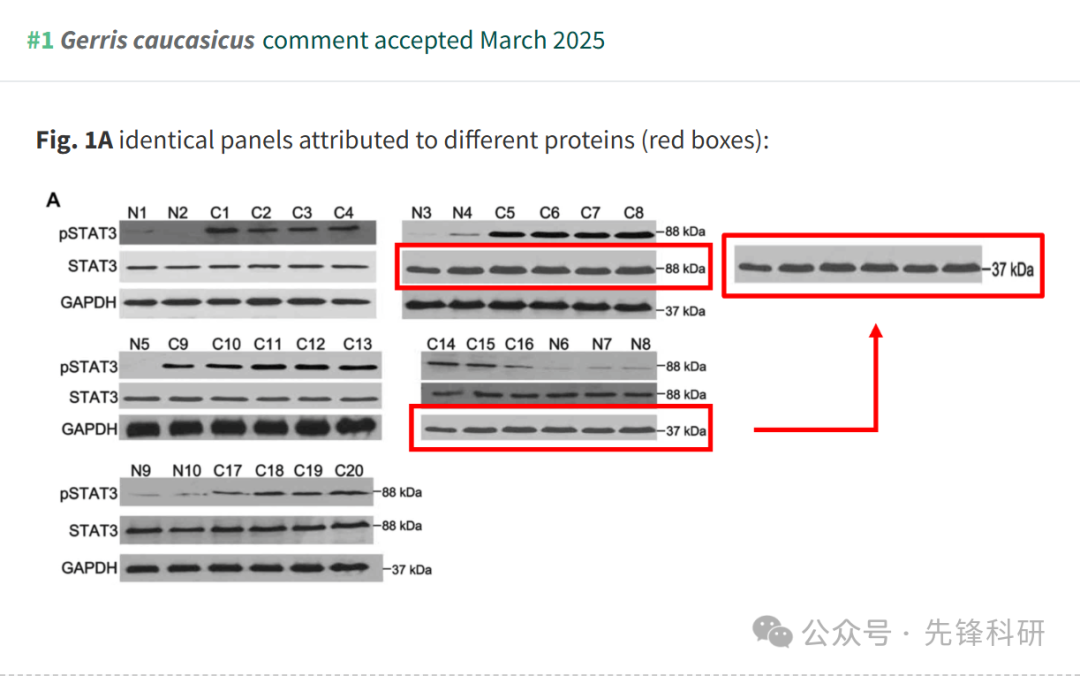 #1 Gerris caucasicus comment accepted March 2025
Fig. 1A identical panels attributed to different proteins (red boxes):
A
N1 N2 C1 C2 C3 C4
pSTAT3
STAT3
GAPDH
N3 N4 C5 C6 C7 C8
88 kDa
88 kDa
37 kDa
37 kDa
N5 C9 C10 C11 C12 C13
pSTAT3
STAT3
GAPDH
C14 C15 C16 N6 N7 N8
88 kDa
88 kDa
37 kDa
N9 N10 C17 C18 C19 C20
pSTAT3 88 kDa
STAT3 88 kDa
GAPDH 37 kDa
公众号 · 先锋科研